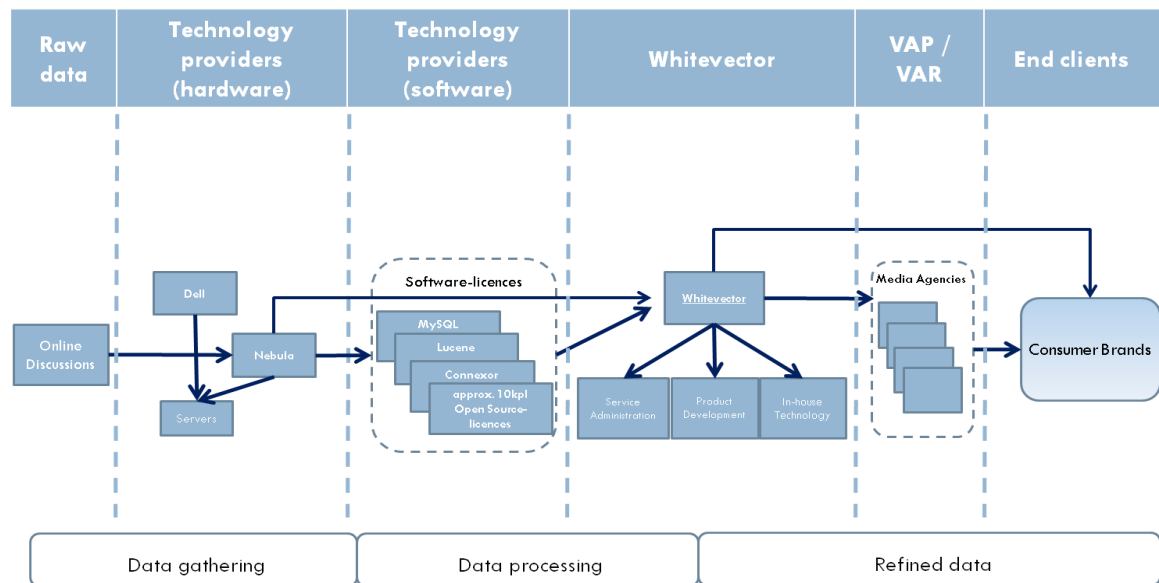 Raw
data
Technology
providers
(hardware)
Technology
providers
(software)
Whitevector
VAP /
VAR
End clients
Online
Discussions
Dell
Nebula
Servers
Software-licences
MySQL
Lucene
Connexor
approx. 10kpl
Open Source-
licences
Whitevector
Service
Administration
Product
Development
In-house
Technology
Media Agencies
Consumer Brands
Data gathering
Data processing
Refined data